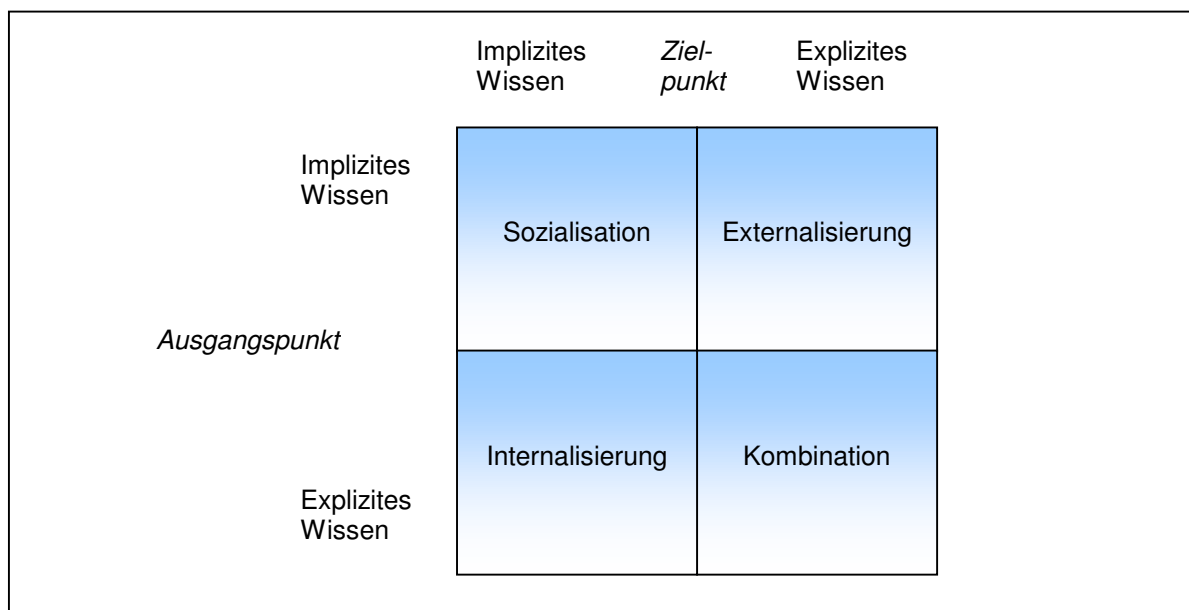 Implizites Wissen
Ziel-punkt
Explizites Wissen
Implizites
Wissen
Sozialisation
Externalisierung
Ausgangspunkt
Internalisierung
Kombination
Explizites
Wissen